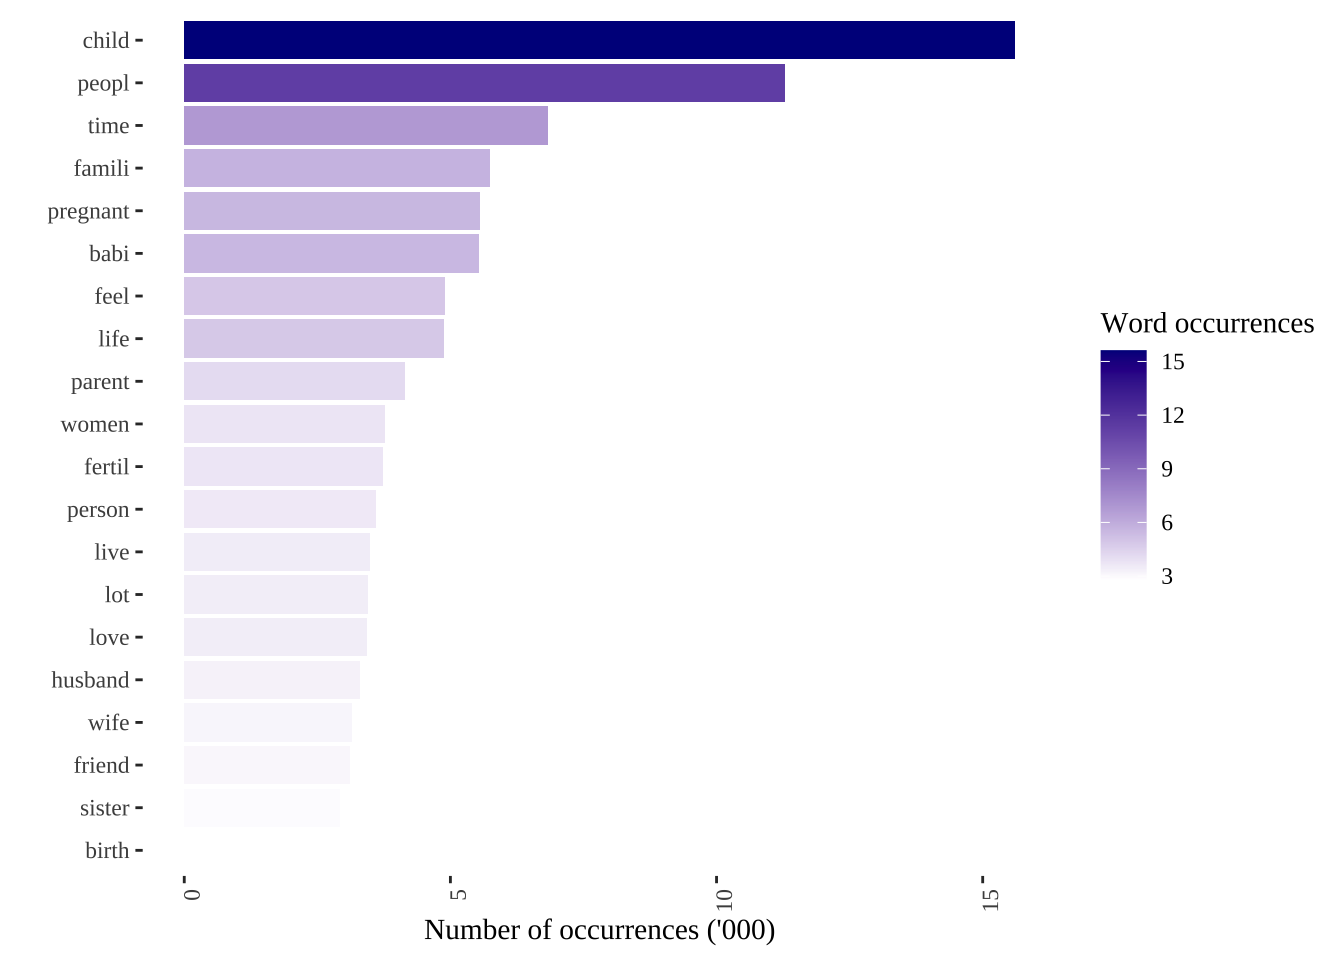 child
peopl
time
famili
pregnant
babi
feel
life
parent
women
fertil
person
live
lot
love
husband
wife
friend
sister
birth
0
5
10
15
Number of occurrences ('000)
Word occurrences
15
12
9
6
3